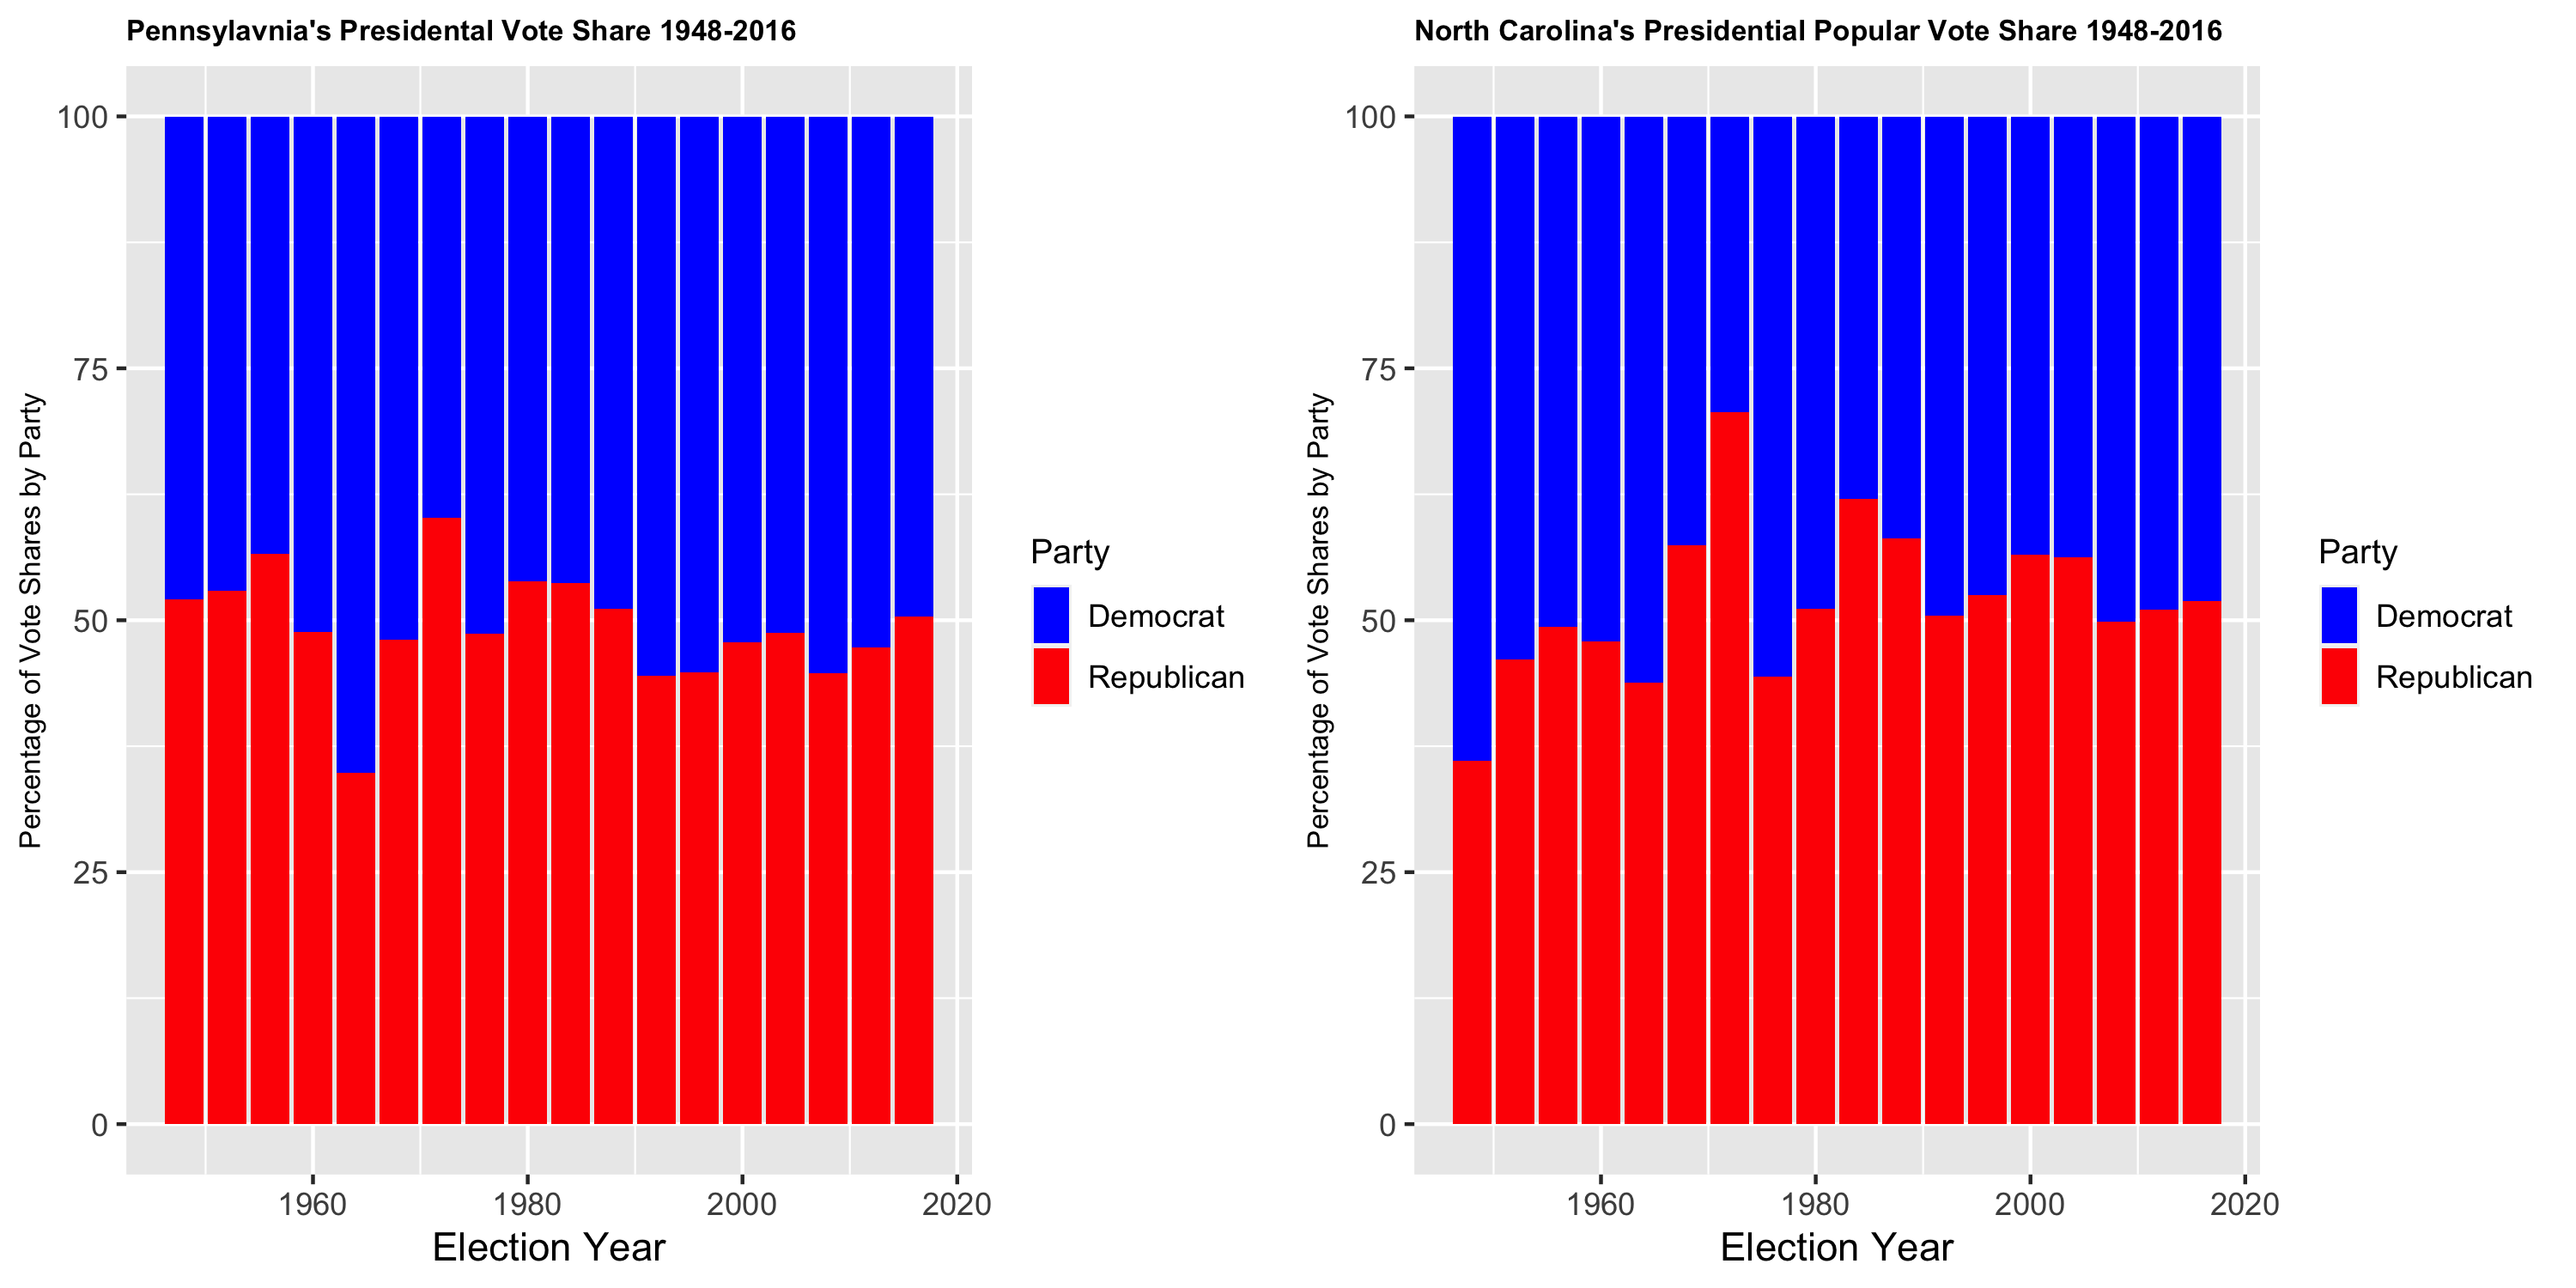 Pennsylavnia's Presidental Vote Share 1948-2016
Percentage of Vote Shares by Party
100
75
50
25
0
1960
1980
2000
2020
Election Year
Party
Democrat
Republican
North Carolina's Presidential Popular Vote Share 1948-2016
Percentage of Vote Shares by Party
100
75
50
25
0
1960
1980
2000
2020
Election Year
Party
Democrat
Republican